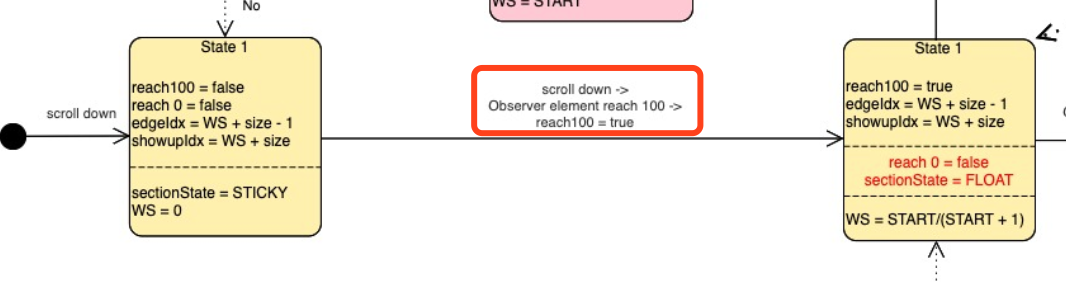 No
WS = START
State 1
reach100 = false
reach 0 = false
edgeIdx = WS + size - 1
showupIdx = WS + size
sectionState = STICKY
WS = 0
scroll down
scroll down ->
Observer element reach 100 ->
reach100 = true
State 1
reach100 = true
edgeIdx = WS + size - 1
showupIdx = WS + size
reach 0 = false
sectionState = FLOAT
WS = START/(START + 1)